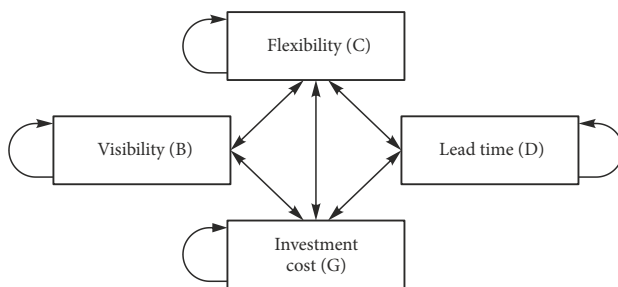 Flexibility (C)
Visibility (B)
Lead time (D)
Investment
cost (G)